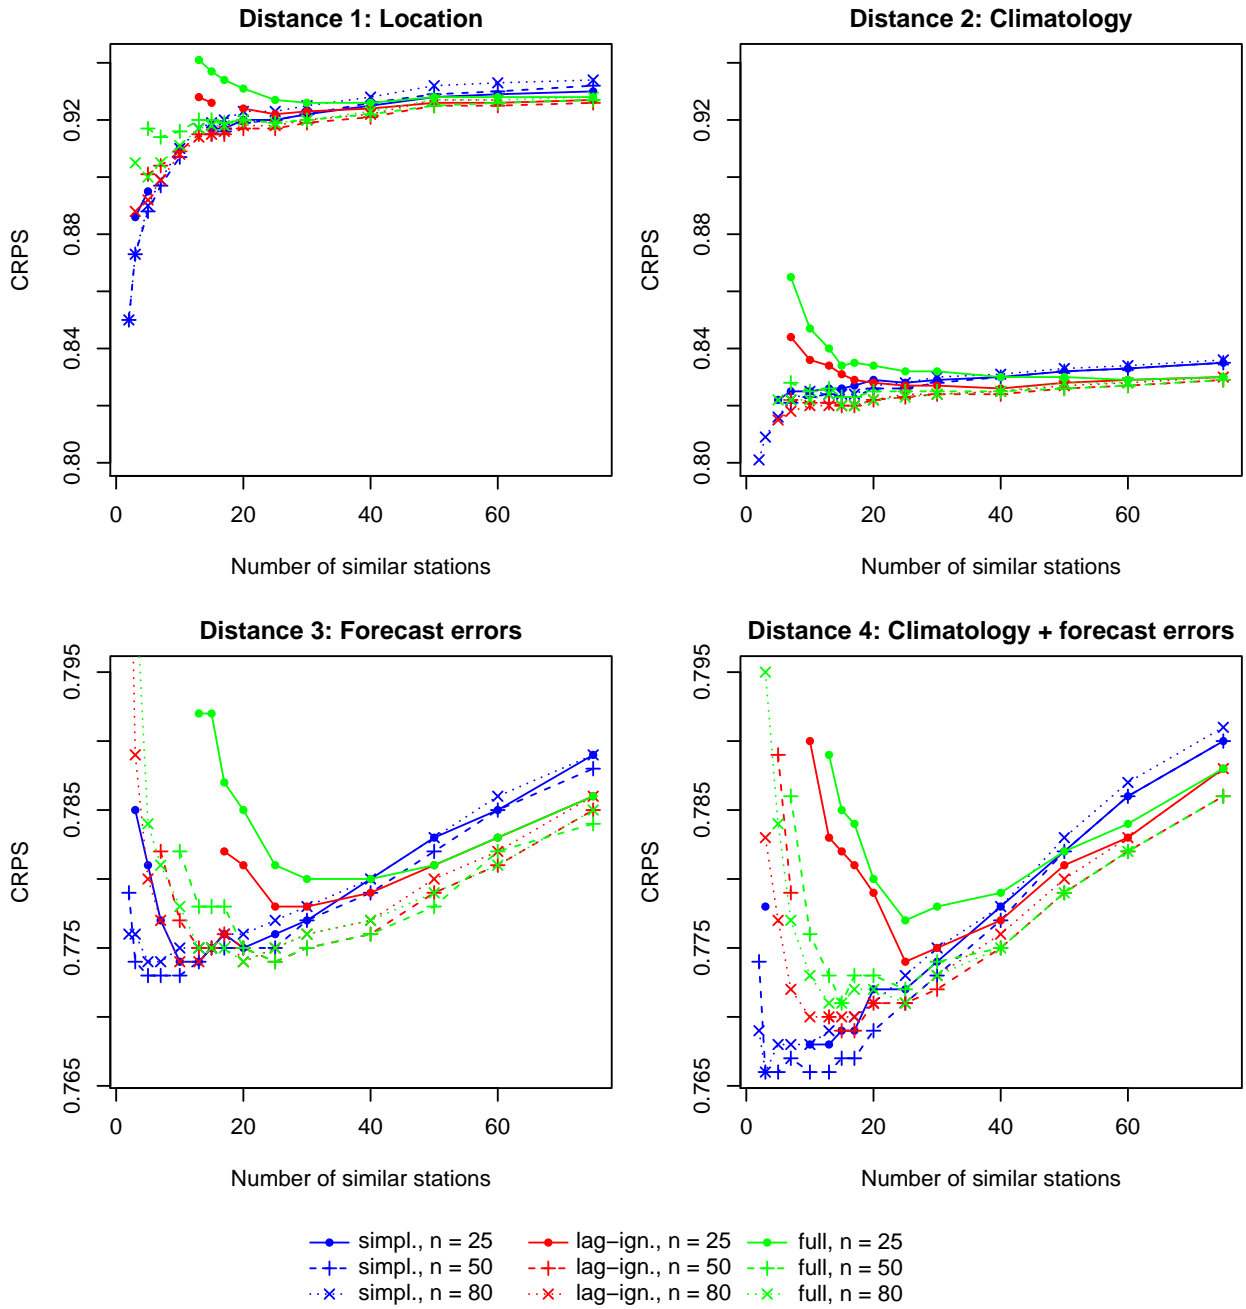 Distance 1: Location
CRPS
0.80
0.84
0.88
0.92
0
20
40
60
Number of similar stations
Distance 2: Climatology
CRPS
0.80
0.84
0.88
0.92
0
20
40
60
Number of similar stations
Distance 3: Forecast errors
CRPS
0.765
0.775
0.785
0.795
0
20
40
60
Number of similar stations
Distance 4: Climatology + forecast errors
CRPS
0.765
0.775
0.785
0.795
0
20
40
60
Number of similar stations
simpl., n = 25
simpl., n = 50
simpl., n = 80
lag−ign., n = 25
lag−ign., n = 50
lag−ign., n = 80
full, n = 25
full, n = 50
full, n = 80